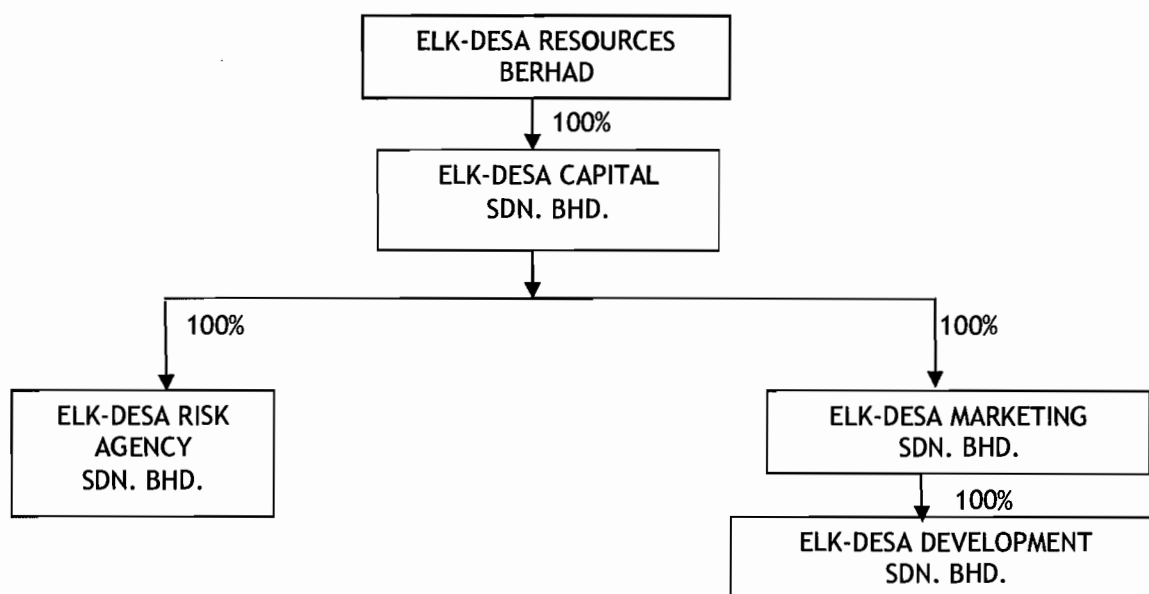 ELK-DESA RESOURCES
BERHAD
100%
ELK-DESA CAPITAL
SDN. BHD.
100%
100%
ELK-DESA RISK
AGENCY
SDN. BHD.
ELK-DESA MARKETING
SDN. BHD.
100%
ELK-DESA DEVELOPMENT
SDN. BHD.